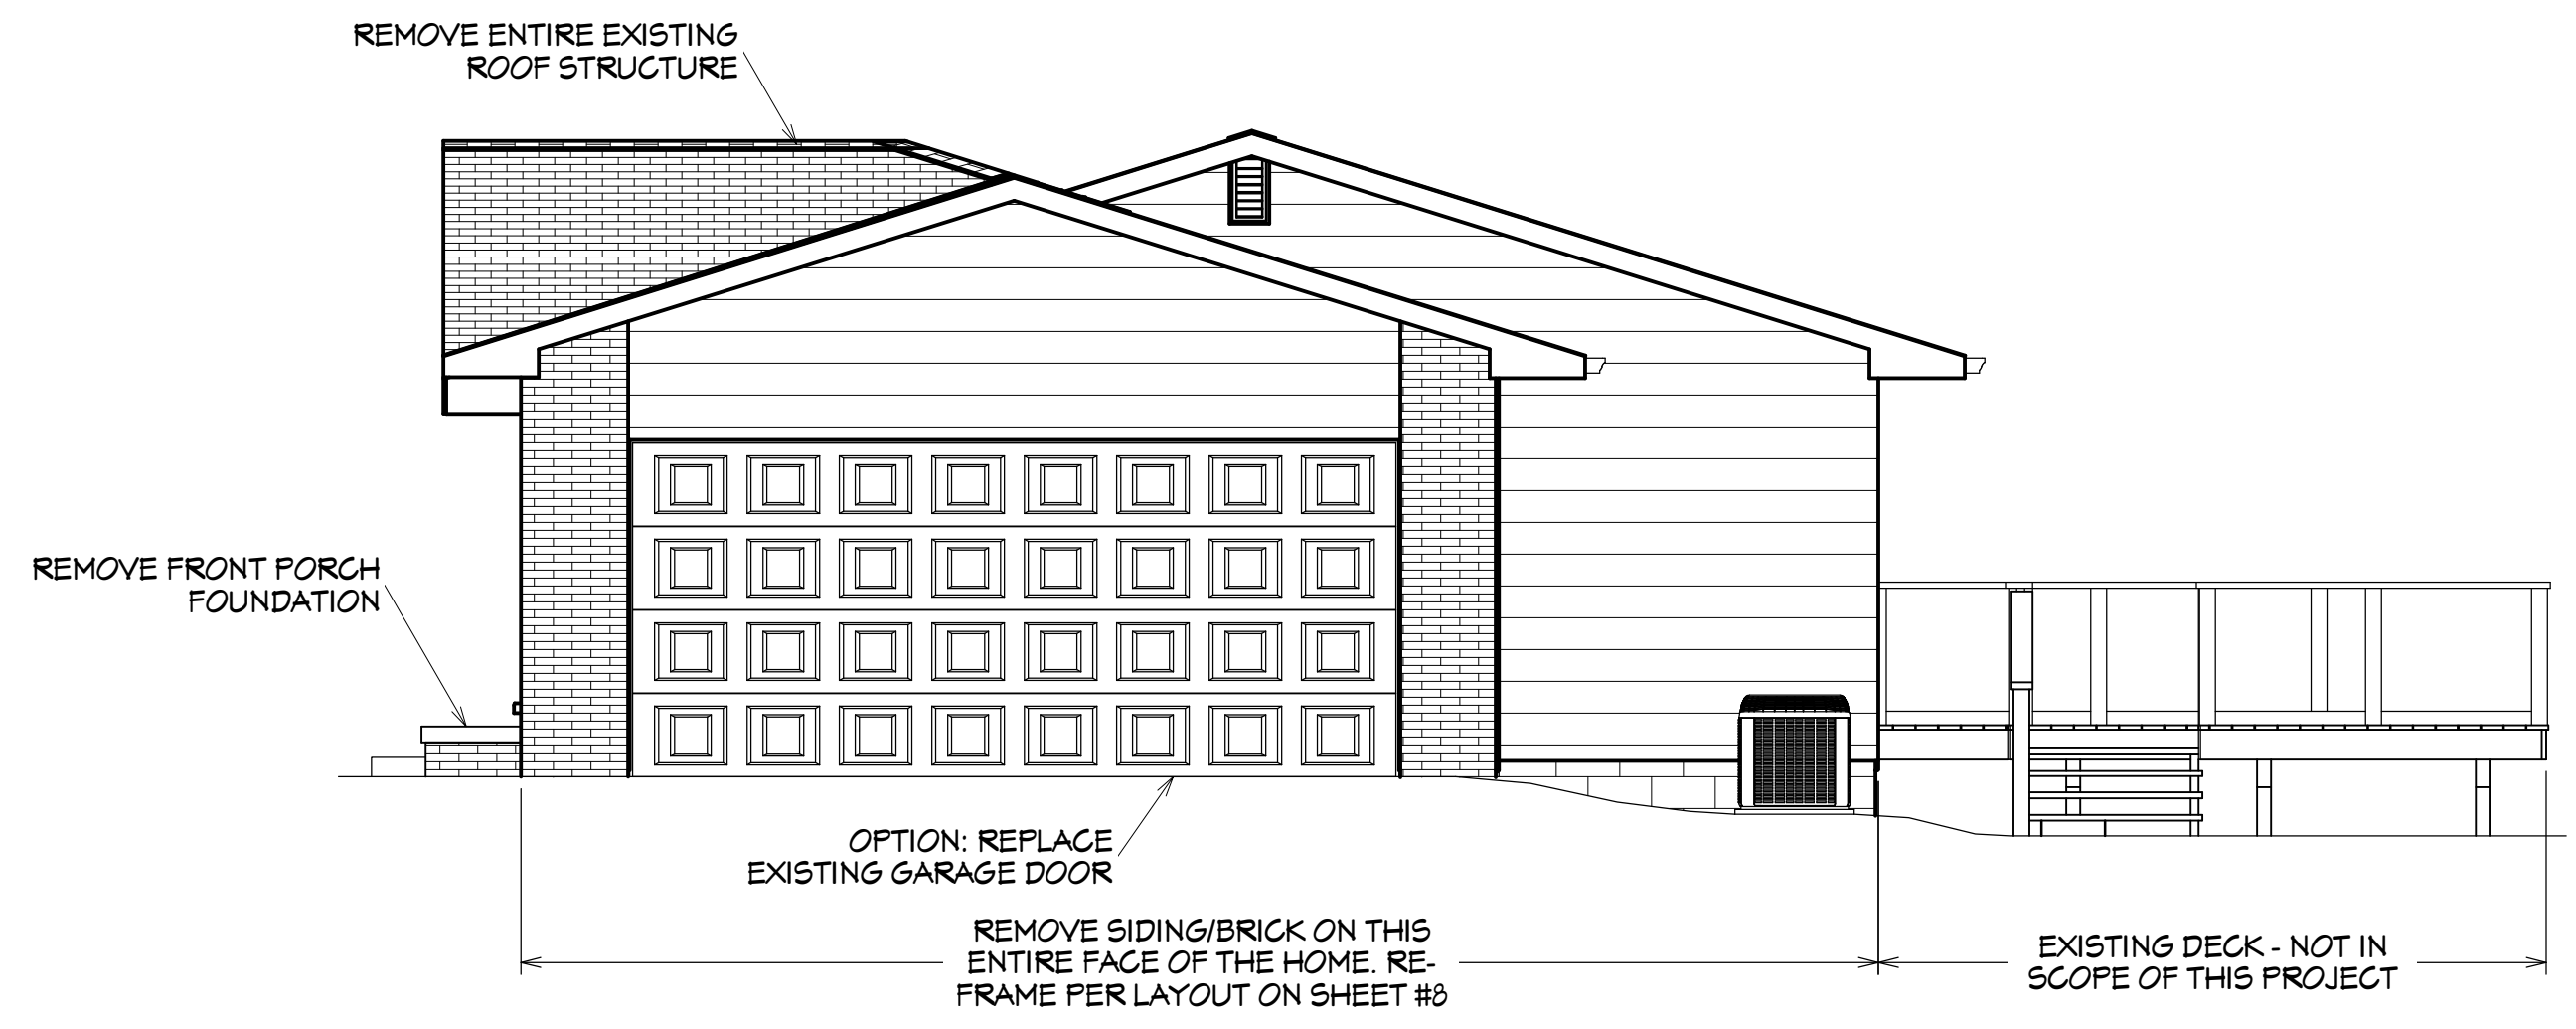 REMOVE ENTIRE EXISTING
ROOF STRUCTURE
REMOVE FRONT PORCH
FOUNDATION
OPTION: REPLACE
EXISTING GARAGE DOOR
REMOVE SIDING/BRICK ON THIS
ENTIRE FACE OF THE HOME. RE-
FRAME PER LAYOUT ON SHEET #8
EXISTING DECK - NOT IN
SCOPE OF THIS PROJECT